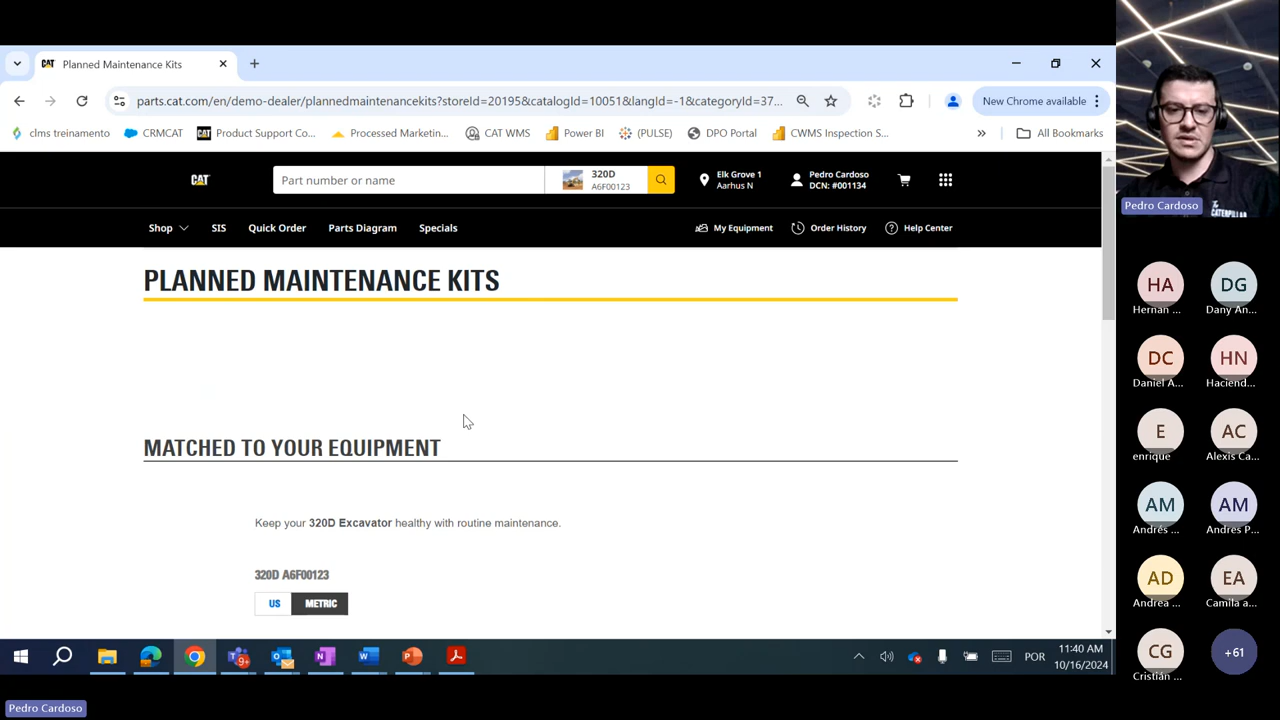 CAT
Planned Maintenance Kits
parts.cat.com/en/demo-dealer/plannedmaintenancekits?storeId=20195&catalogId=10051&langId=-1&categoryId=37...
New Chrome available
clms treinamento
CRMCAT
CAT
Product Support Co...
Processed Marketin...
CAT WMS
Power BI
(PULSE)
DPO Portal
CWMS Inspection S...
All Bookmarks
CAT
Part number or name
320D
A6F00123
Elk Grove 1
Aarhus N
Pedro Cardoso
DCN: #001134
Shop
SIS
Quick Order
Parts Diagram
Specials
My Equipment
Order History
Help Center
PLANNED MAINTENANCE KITS
MATCHED TO YOUR EQUIPMENT
Keep your 320D Excavator healthy with routine maintenance.
320D A6F00123
US
METRIC
9+
POR
11:40 AM
10/16/2024
Pedro Cardoso
Pedro Cardoso
CATERPILLAR
HA
Hernan ...
DG
Dany An...
DC
Daniel A...
HN
Haciend...
E
enrique
AC
Alexis Ca...
AM
Andrés ...
AM
Andres P...
AD
Andrea ...
EA
Camila a...
CG
Cristián ...
+61